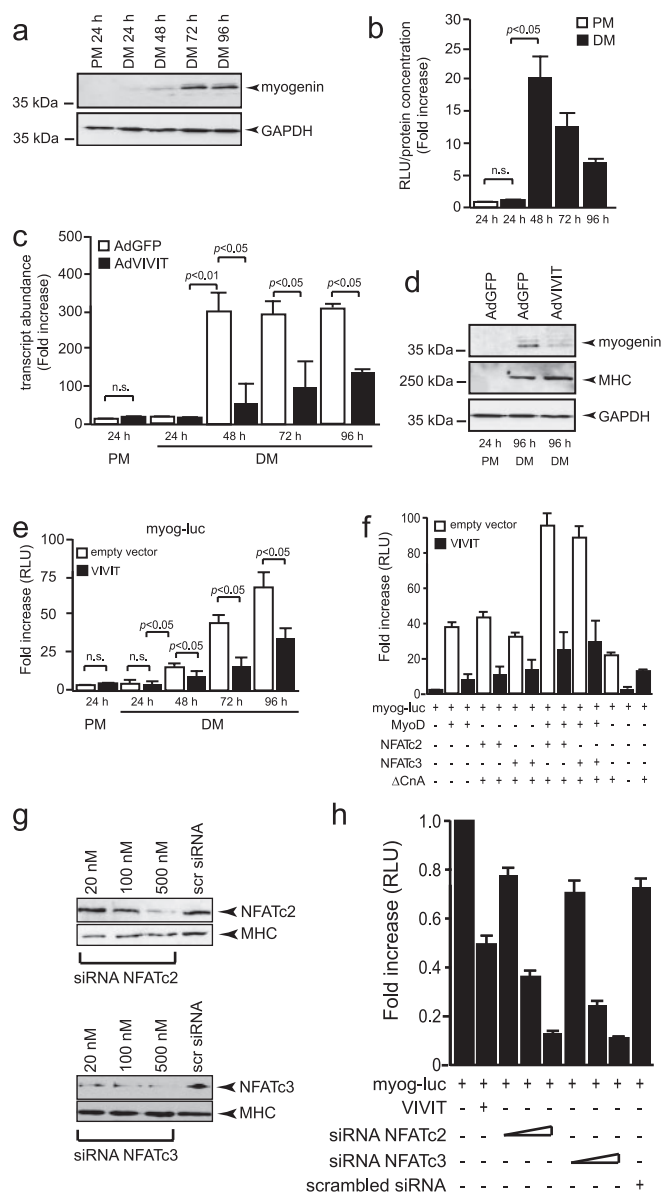 a
PM 24 h
DM 24 h
DM 48 h
DM 72 h
DM 96 h
35 kDa
myogenin
35 kDa
GAPDH
b
PM
DM
RLU/protein concentration
(Fold increase)
30
25
20
15
10
5
0
n.s.
p<0.05
24 h 24 h 48 h 72 h 96 h
c
AdGFP
AdVIVIT
transcript abundance
(Fold increase)
500
400
300
200
100
0
n.s.
p<0.01
p<0.05
p<0.05
p<0.05
24 h 24 h 48 h 72 h 96 h
PM DM
d
AdGFP
AdGFP
AdVIVIT
35 kDa
myogenin
250 kDa
MHC
35 kDa
GAPDH
24 h
PM
96 h
DM
96 h
DM
e
myog-luc
empty vector
VIVIT
Fold increase (RLU)
100
75
50
25
0
n.s.
n.s.
p<0.05
p<0.05
p<0.05
p<0.05
24 h 24 h 48 h 72 h 96 h
PM DM
f
empty vector
VIVIT
Fold increase (RLU)
100
80
60
40
20
0
myog-luc + + + + + + + + + + + + + +
MyoD - + + - - - - + + + + - - -
NFATc2 - - - + + - - + + - - - - -
NFATc3 - - - - - + + - - + + - - -
ΔCnA
g
20 nM
100 nM
500 nM
scr siRNA
NFATc2
MHC
siRNA NFATc2
20 nM
100 nM
500 nM
scr siRNA
NFATc3
MHC
siRNA NFATc3
h
Fold increase (RLU)
1.0
0.8
0.6
0.4
0.2
0
myog-luc + + + + + + + + +
VIVIT - + - - - - - - -
siRNA NFATc2 - - - - - -
siRNA NFATc3 - - - - - -
scrambled siRNA - - - - - - - - +